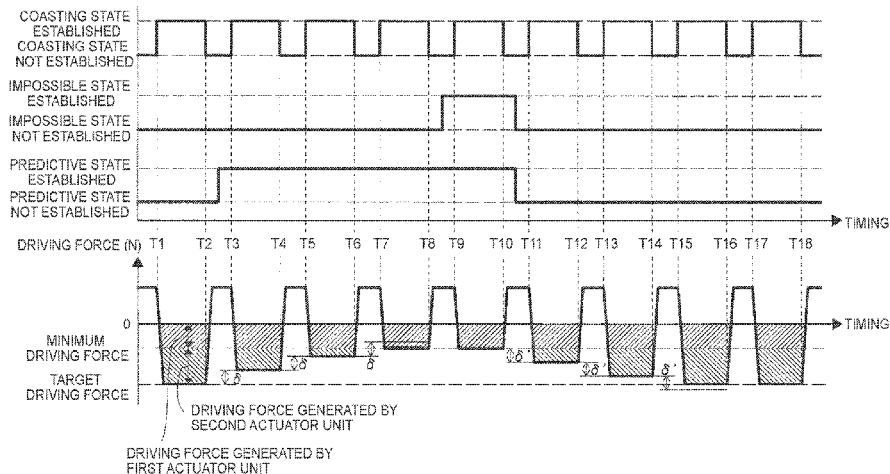 COASTING STATE
ESTABLISHED
COASTING STATE
NOT ESTABLISHED
IMPOSSIBLE STATE
ESTABLISHED
IMPOSSIBLE STATE
NOT ESTABLISHED
PREDICTIVE STATE
ESTABLISHED
PREDICTIVE STATE
NOT ESTABLISHED
TIMING
DRIVING FORCE (N) T1 T2 T3 T4 T5 T6 T7 T8 T9 T10 T11 T12 T13 T14 T15 T16 T17 T18
0
TIMING
MINIMUM
DRIVING FORCE
δ δ δ δ' δ' δ'
TARGET
DRIVING FORCE
DRIVING FORCE GENERATED BY
SECOND ACTUATOR UNIT
DRIVING FORCE GENERATED BY
FIRST ACTUATOR UNIT